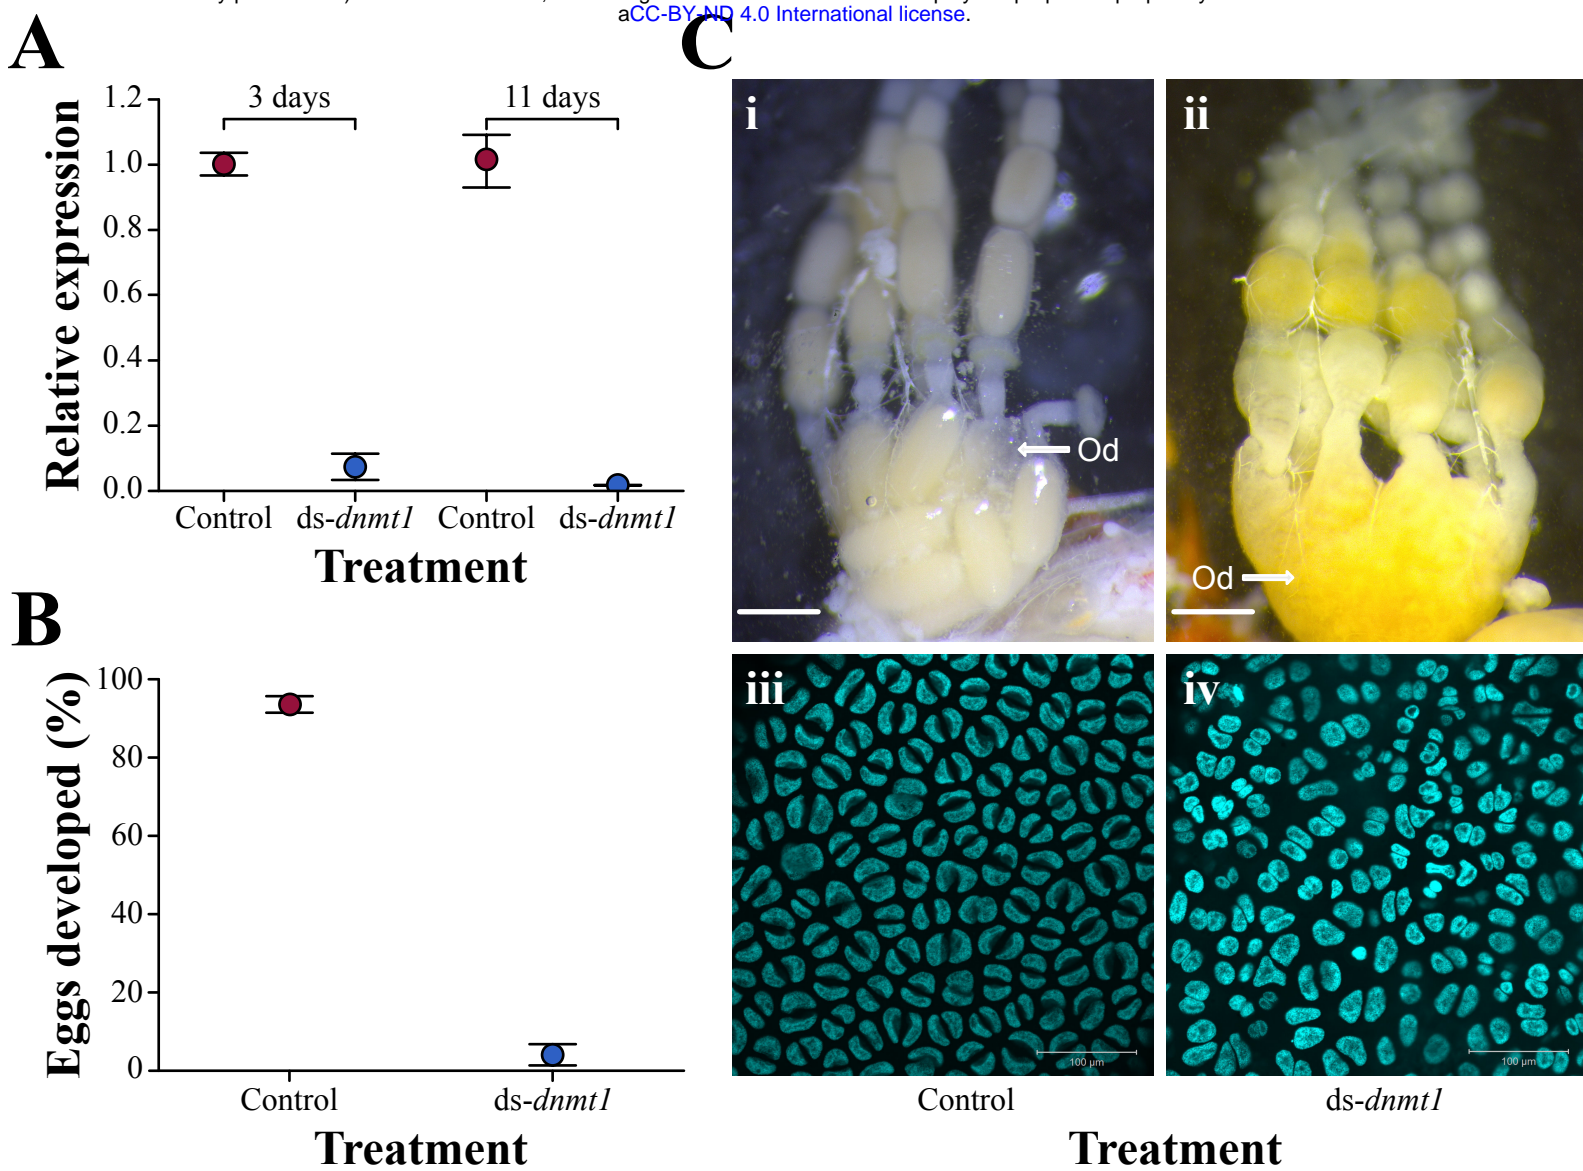 aCC-BY-ND 4.0 International license.
A
C
Relative expression
1.2
1.0
0.8
0.6
0.4
0.2
0.0
3 days
11 days
Control
ds-dnmt1
Control
ds-dnmt1
Treatment
B
Eggs developed (%)
100
80
60
40
20
0
Control
ds-dnmt1
Treatment
i
Od
ii
Od
iii
100 µm
iv
100 µm
Control
ds-dnmt1
Treatment